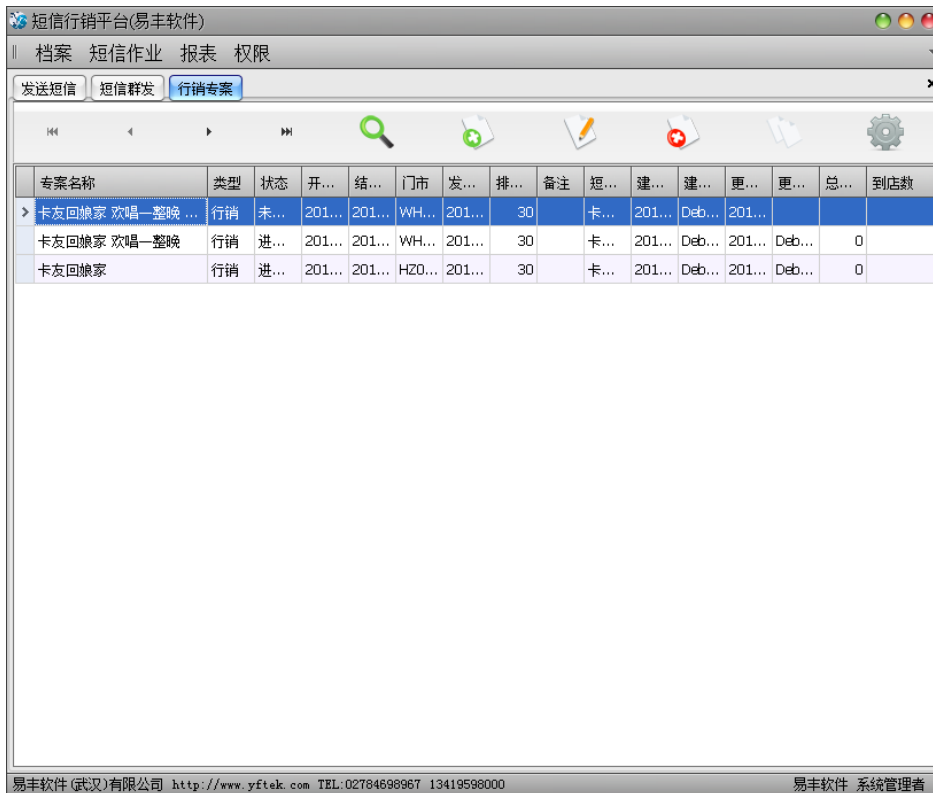 短信行销平台(易丰软件)
档案 短信作业 报表 权限
发送短信 短信群发 行销专案
专案名称 类型 状态 开... 结... 门市 发... 排... 备注 短... 建... 建... 更... 更... 总... 到店数
卡友回娘家 欢唱一整晚 ... 行销 未... 201... 201... WH... 201... 30 卡... 201... Deb... 201...
卡友回娘家 欢唱一整晚 行销 进... 201... 201... WH... 201... 30 卡... 201... Deb... 201... Deb... 0
卡友回娘家 行销 进... 201... 201... HZ0... 201... 30 卡... 201... Deb... 201... Deb... 0
易丰软件(武汉)有限公司 http://www.yftek.com TEL:02784698967 13419598000 易丰软件 系统管理者